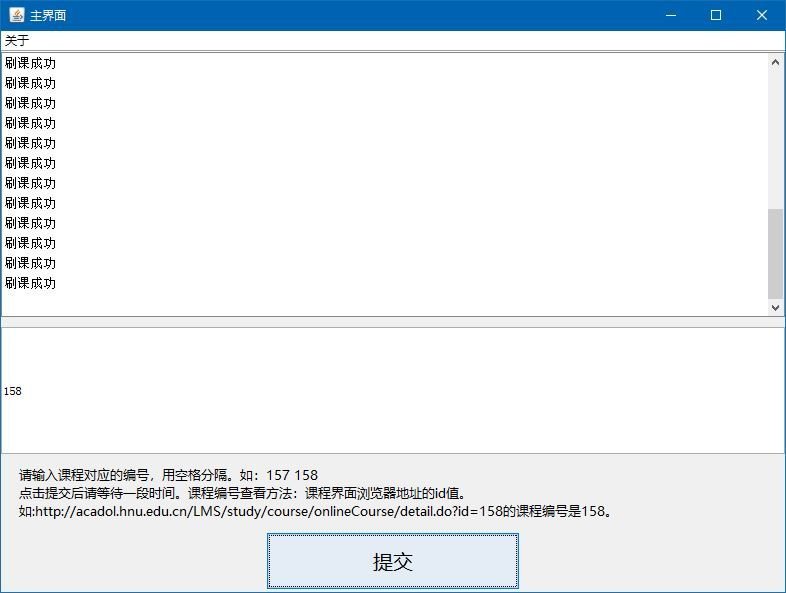 主界面
关于
刷课成功
刷课成功
刷课成功
刷课成功
刷课成功
刷课成功
刷课成功
刷课成功
刷课成功
刷课成功
刷课成功
刷课成功
158
请输入课程对应的编号，用空格分隔。如：157 158
点击提交后请等待一段时间。课程编号查看方法：课程界面浏览器地址的id值。
如:http://acadol.hnu.edu.cn/LMS/study/course/onlineCourse/detail.do?id=158的课程编号是158。
提交